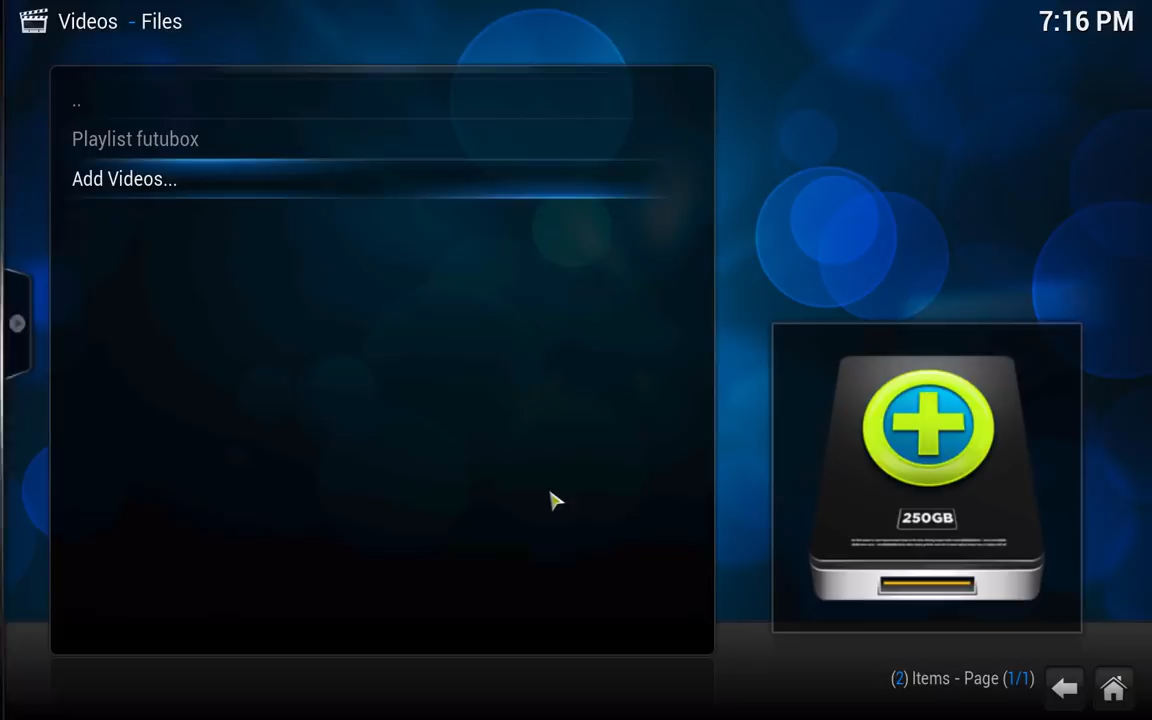 Videos - Files
7:16 PM
..
Playlist futubox
Add Videos...
250GB
(2) Items - Page (1/1)